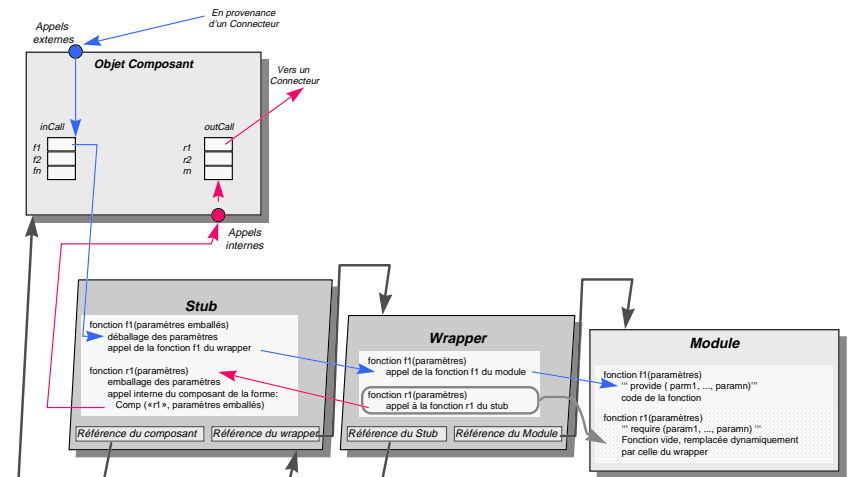 En provenance
d'un Connecteur
Appels
externes
Objet Composant
Vers un
Connecteur
inCall
f1
f2
fn
outCall
r1
r2
rn
Appels
internes
Stub
fonction f1(paramètres emballés)
déballage des paramètres
appel de la fonction f1 du wrapper
fonction r1(paramètres)
emballage des paramètres
appel interne du composant de la forme:
Comp («r1», paramètres emballés)
Référence du composant
Référence du wrapper
Wrapper
fonction f1(paramètres)
appel de la fonction f1 du module
fonction r1(paramètres)
appel à la fonction r1 du stub
Référence du Stub
Référence du Module
Module
fonction f1(paramètres)
''' provide ( parm1, ..., paramn)'''
code de la fonction
fonction r1(paramètres)
''' require (param1, ..., paramn) '''
Fonction vide, remplacée dynamiquement
par celle du wrapper